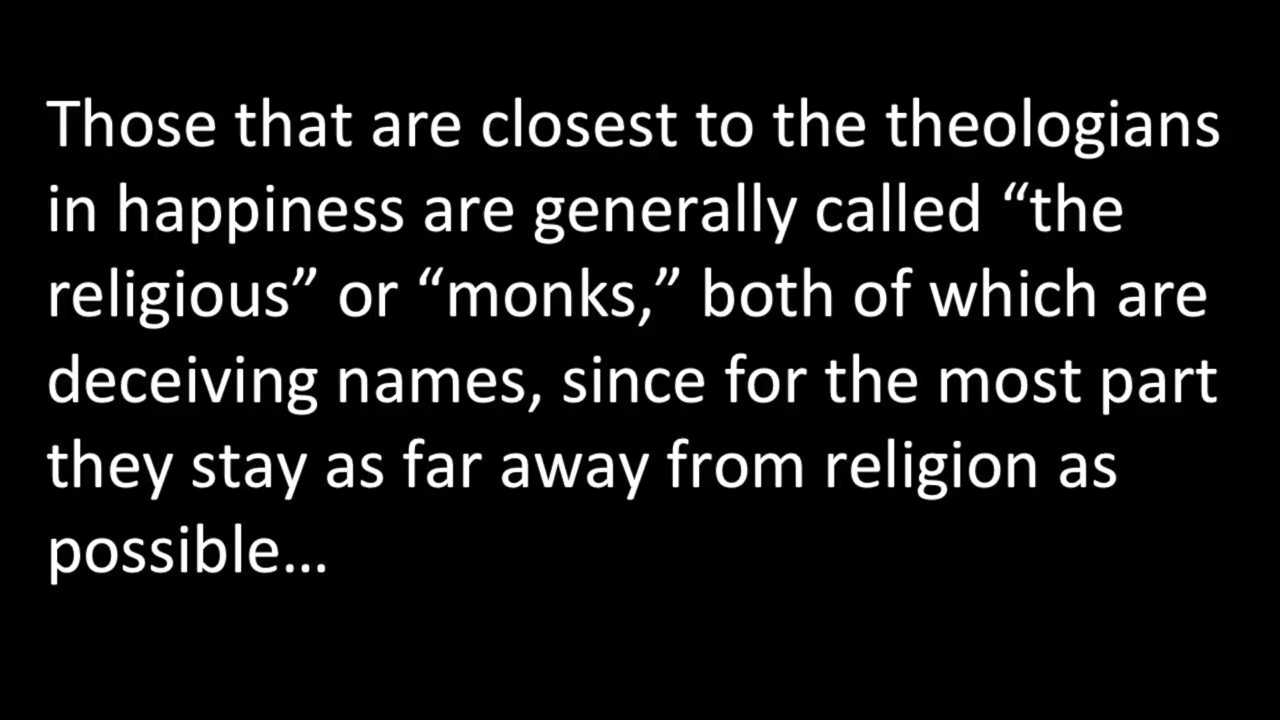 Those that are closest to the theologians
in happiness are generally called “the
religious” or “monks,” both of which are
deceiving names, since for the most part
they stay as far away from religion as
possible…